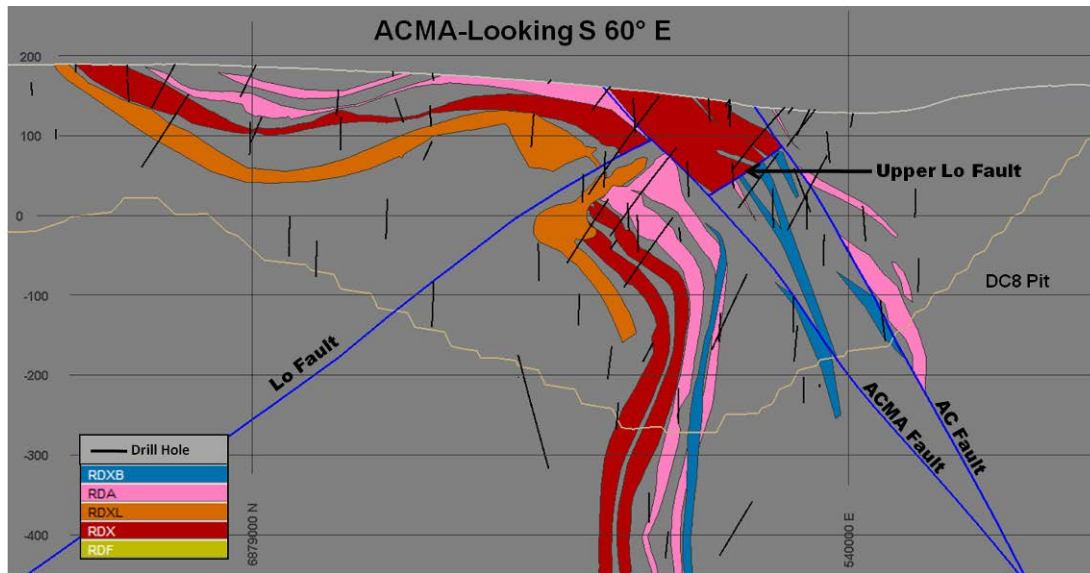 ACMA-Looking S 60° E
200
100
0
-100
-200
-300
-400
Upper Lo Fault
DC8 Pit
Lo Fault
ACMA Fault
AC Fault
6879000 N
540000 E
Drill Hole
RDXB
RDA
RDXL
RDX
RDF